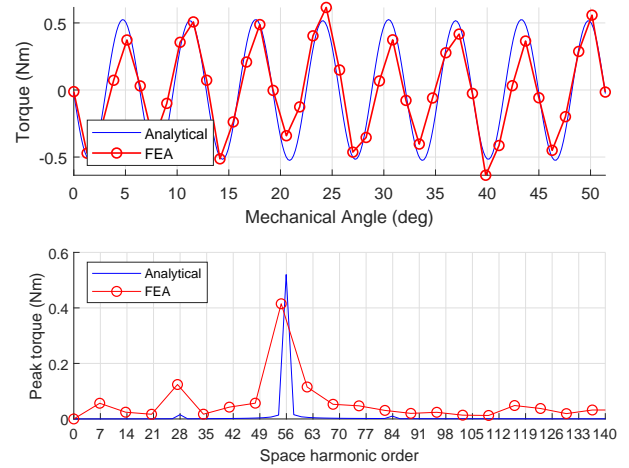 0.5
0
-0.5
Torque (Nm)
Analytical
FEA
0 5 10 15 20 25 30 35 40 45 50
Mechanical Angle (deg)
0.6
0.4
0.2
0
Peak torque (Nm)
Analytical
FEA
0 7 14 21 28 35 42 49 56 63 70 77 84 91 98 105 112 119 126 133 140
Space harmonic order